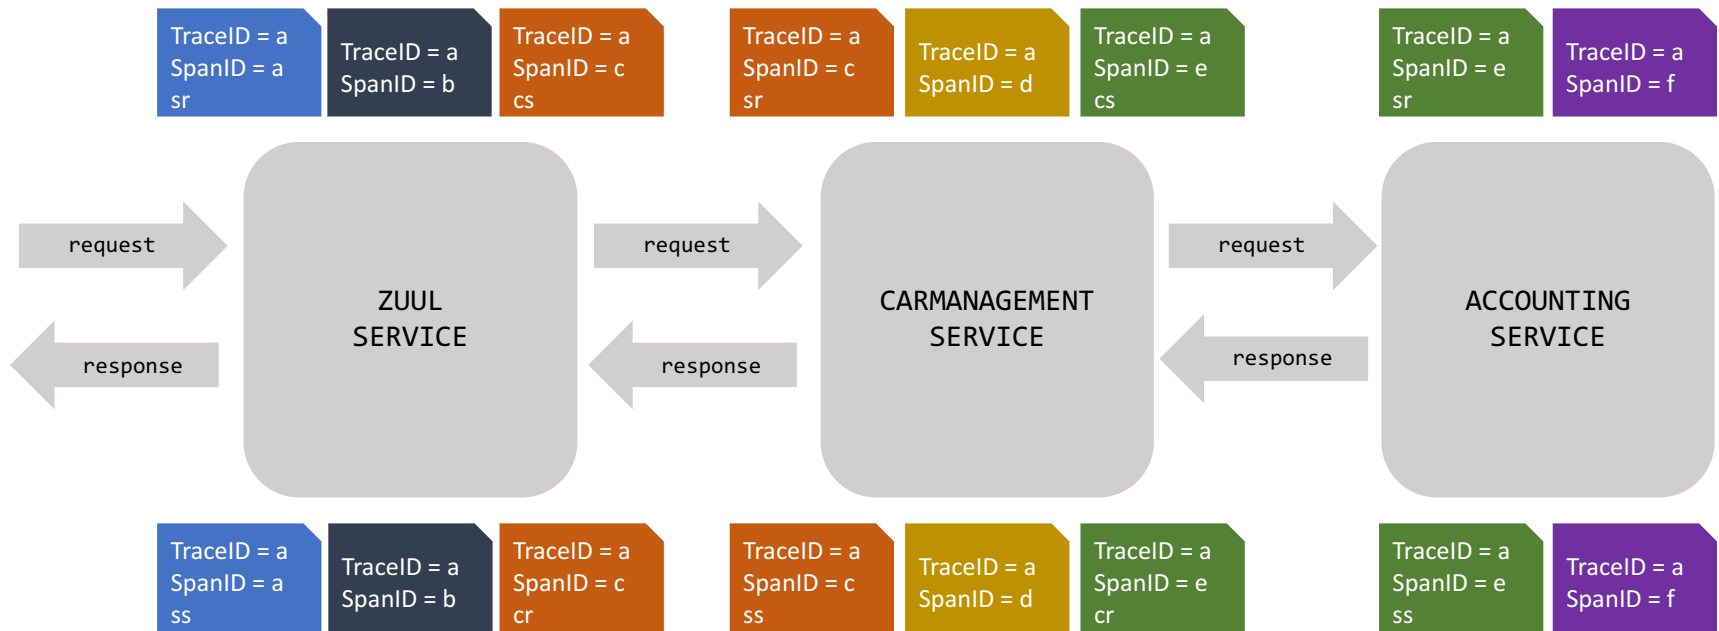 TraceID = a
SpanID = a
sr
TraceID = a
SpanID = b
TraceID = a
SpanID = c
cs
TraceID = a
SpanID = c
sr
TraceID = a
SpanID = d
TraceID = a
SpanID = e
cs
TraceID = a
SpanID = e
sr
TraceID = a
SpanID = f
request
response
ZUUL
SERVICE
request
response
CARMANAGEMENT
SERVICE
request
response
ACCOUNTING
SERVICE
TraceID = a
SpanID = a
ss
TraceID = a
SpanID = b
TraceID = a
SpanID = c
cr
TraceID = a
SpanID = c
ss
TraceID = a
SpanID = d
TraceID = a
SpanID = e
cr
TraceID = a
SpanID = e
ss
TraceID = a
SpanID = f